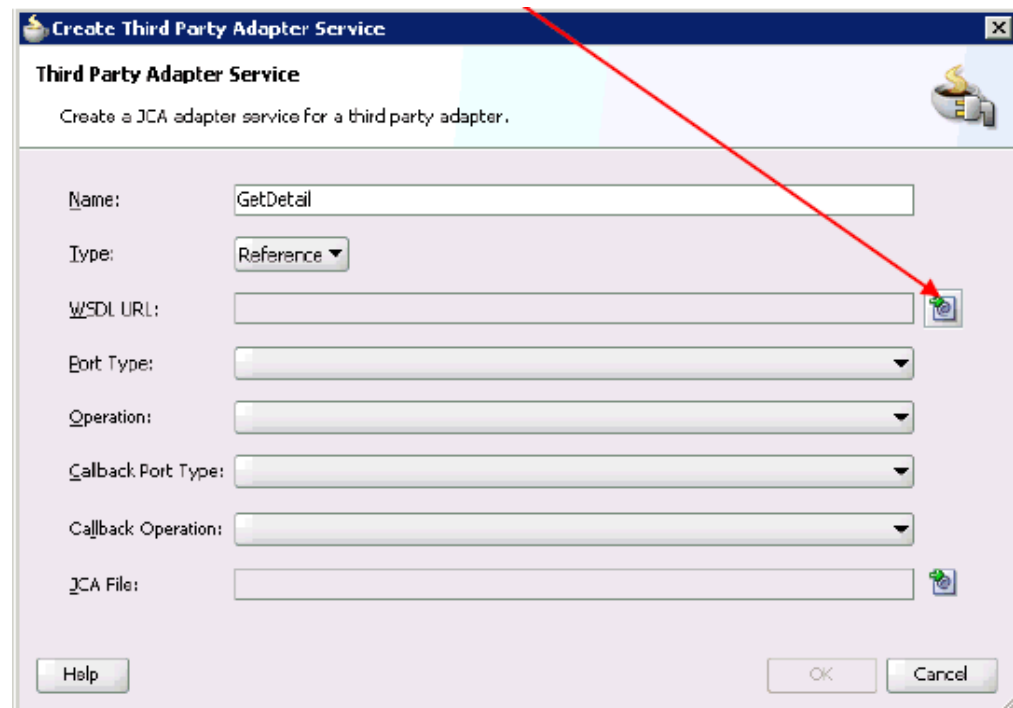 Create Third Party Adapter Service
Third Party Adapter Service
Create a JCA adapter service for a third party adapter.
Name: GetDetail
Type: Reference
WSDL URL:
Port Type:
Operation:
Callback Port Type:
Callback Operation:
JCA File:
Help OK Cancel